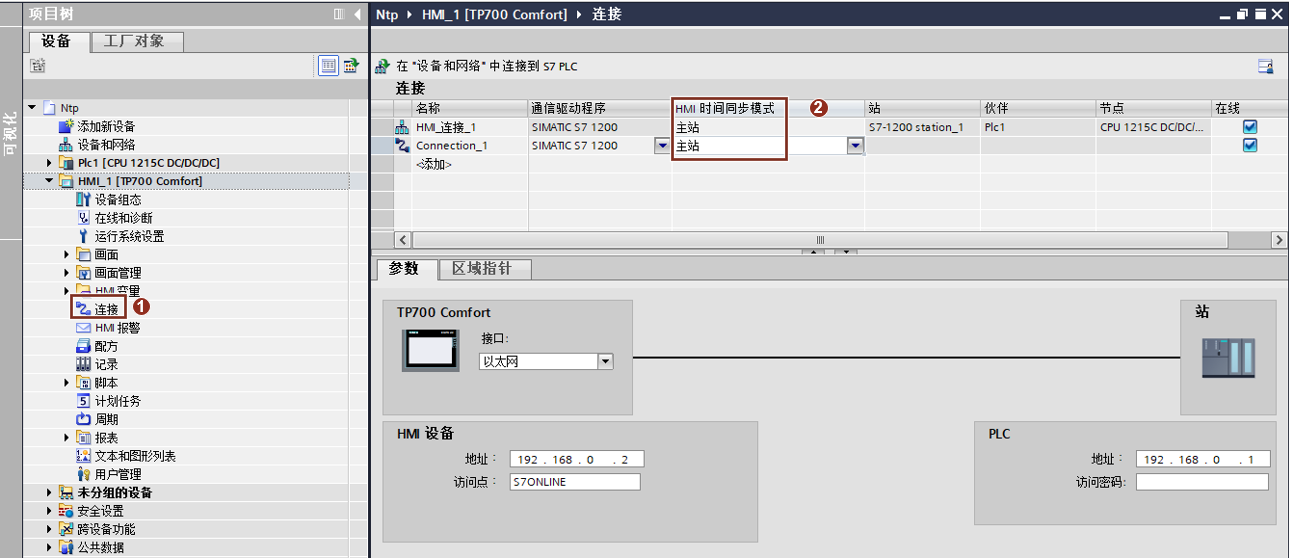 项目树
设备
工厂对象
可视化
Ntp
添加新设备
设备和网络
Plc1 [CPU 1215C DC/DC/DC]
HMI_1 [TP700 Comfort]
设备组态
在线和诊断
运行系统设置
画面
画面管理
HMI 变量
连接
1
HMI 报警
配方
记录
脚本
计划任务
周期
报表
文本和图形列表
用户管理
未分组的设备
安全设置
跨设备功能
公共数据
Ntp HMI_1 [TP700 Comfort] 连接
在 "设备和网络" 中连接到 S7 PLC
连接
名称 通信驱动程序 HMI 时间同步模式 2 站 伙伴 节点 在线
HMI_连接_1 SIMATIC S7 1200 主站 S7-1200 station_1 Plc1 CPU 1215C DC/DC/...
Connection_1 SIMATIC S7 1200 主站
<添加>
参数
区域指针
TP700 Comfort
接口:
以太网
站
HMI 设备
地址: 192 . 168 . 0 . 2
访问点: S7ONLINE
PLC
地址: 192 . 168 . 0 . 1
访问密码: